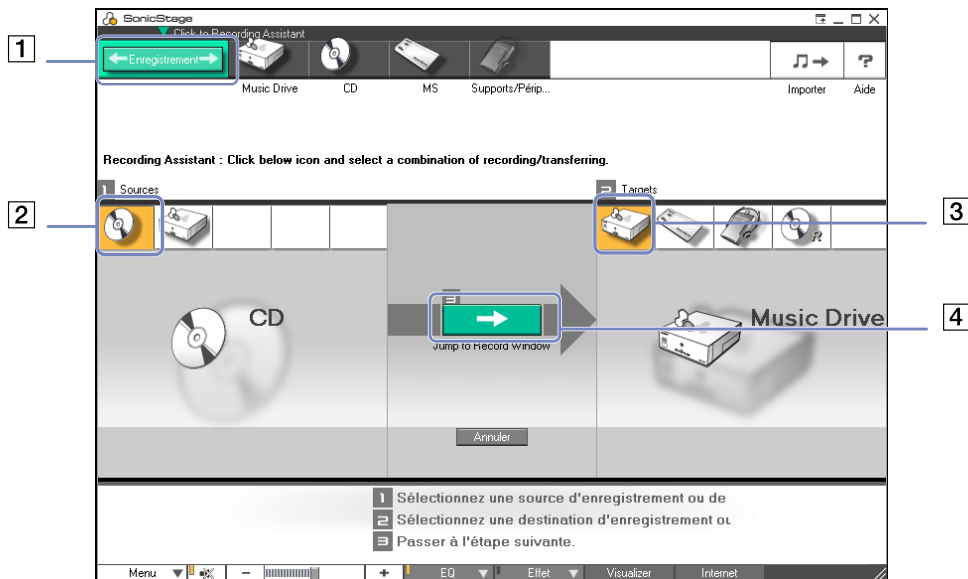 SonicStage
Click to Recording Assistant
1
Enregistrement
Music Drive
CD
MS
Supports/Périp...
Importer
?
Aide
Recording Assistant : Click below icon and select a combination of recording/transferring.
1 Sources
2 Targets
2
3
R
CD
3
Music Drive
4
Jump to Record Window
Annuler
1 Sélectionnez une source d'enregistrement ou de
2 Sélectionnez une destination d'enregistrement ou
3 Passer à l'étape suivante.
Menu
-
+
EQ
Effet
Visualizer
Internet